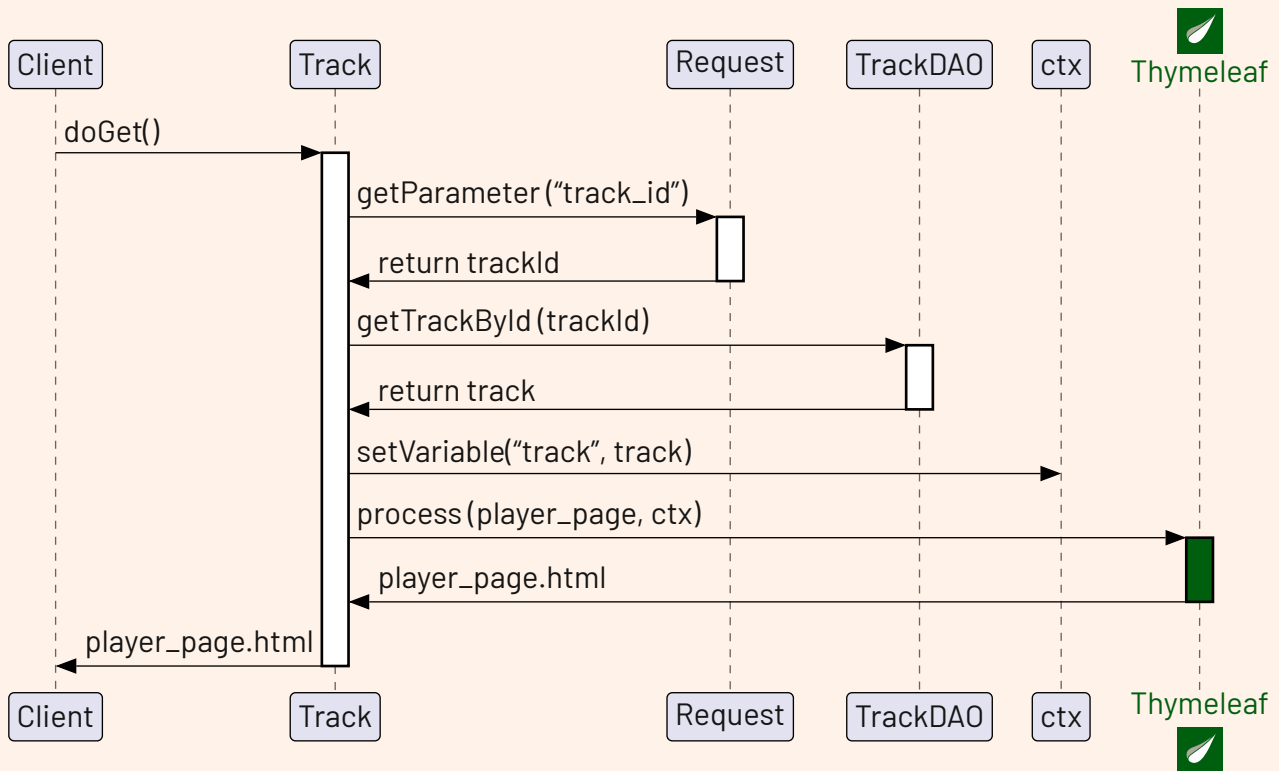 Client
Track
Request
TrackDAO
ctx
Thymeleaf
doGet()
getParameter (“track_id”)
return trackId
getTrackById (trackId)
return track
setVariable(“track”, track)
process (player_page, ctx)
player_page.html
player_page.html
Client
Track
Request
TrackDAO
ctx
Thymeleaf